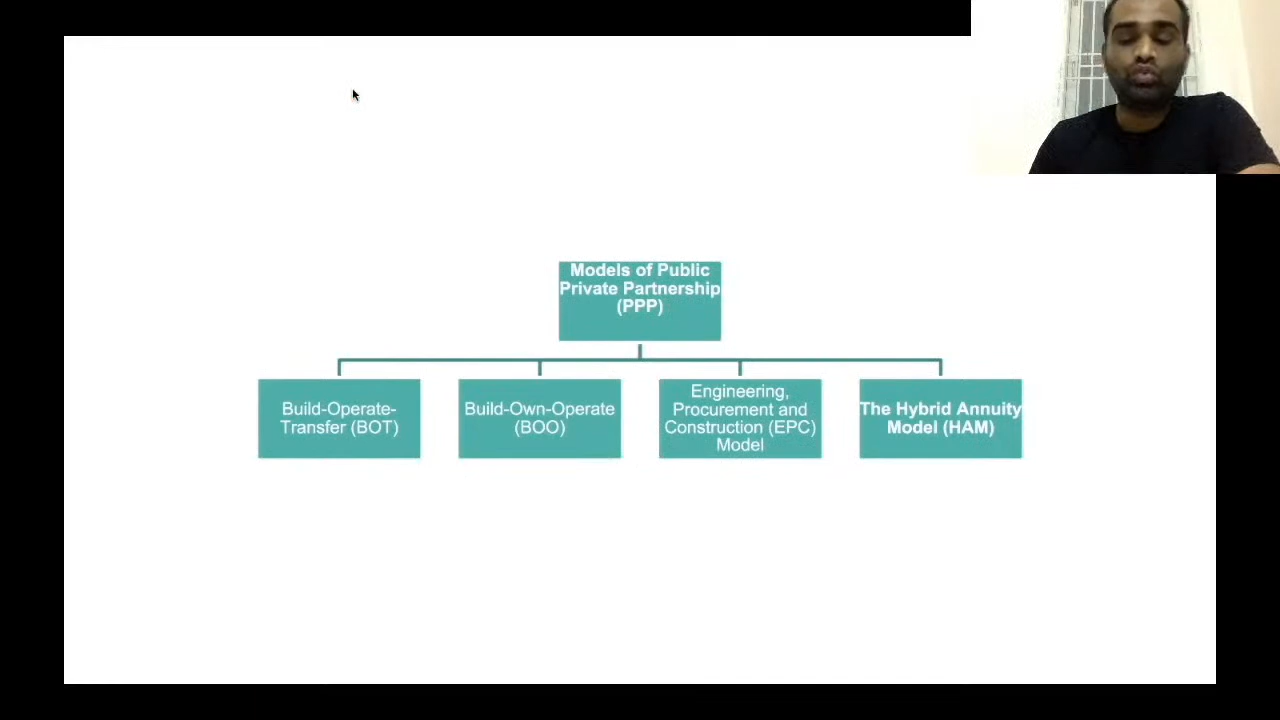 Models of Public
Private Partnership
(PPP)
Build-Operate-
Transfer (BOT)
Build-Own-Operate
(BOO)
Engineering,
Procurement and
Construction (EPC)
Model
The Hybrid Annuity
Model (HAM)